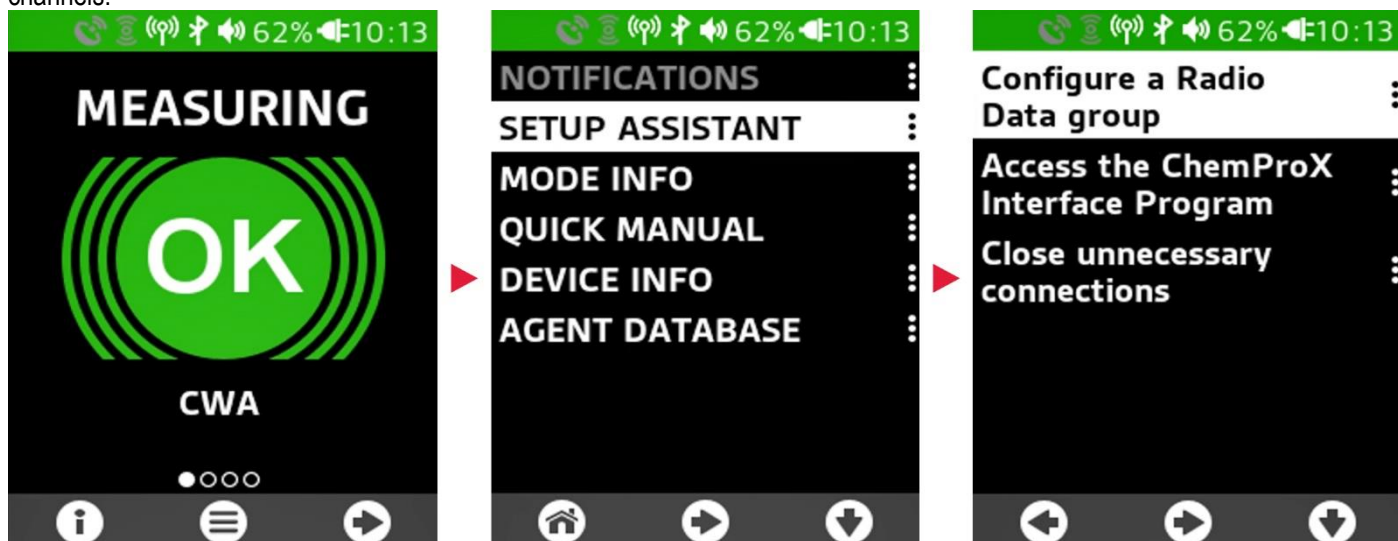 channels.
62% 10:13
MEASURING
OK
CWA
62% 10:13
NOTIFICATIONS
SETUP ASSISTANT
MODE INFO
QUICK MANUAL
DEVICE INFO
AGENT DATABASE
62% 10:13
Configure a Radio
Data group
Access the ChemProX
Interface Program
Close unnecessary
connections